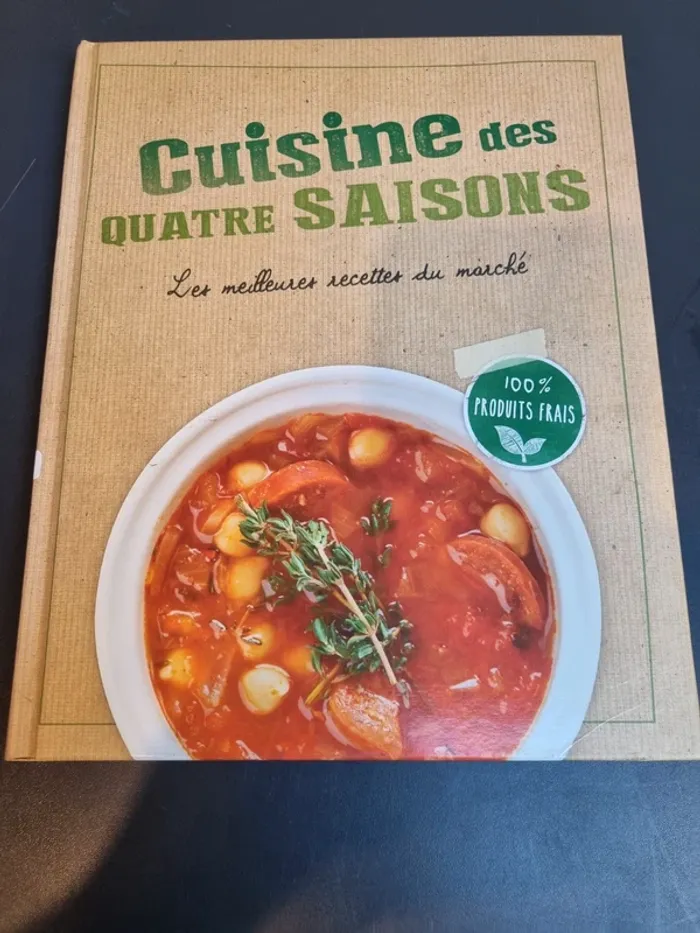 Cuisine des
QUATRE SAISONS
Les meilleures recettes du marché
100%
PRODUITS FRAIS